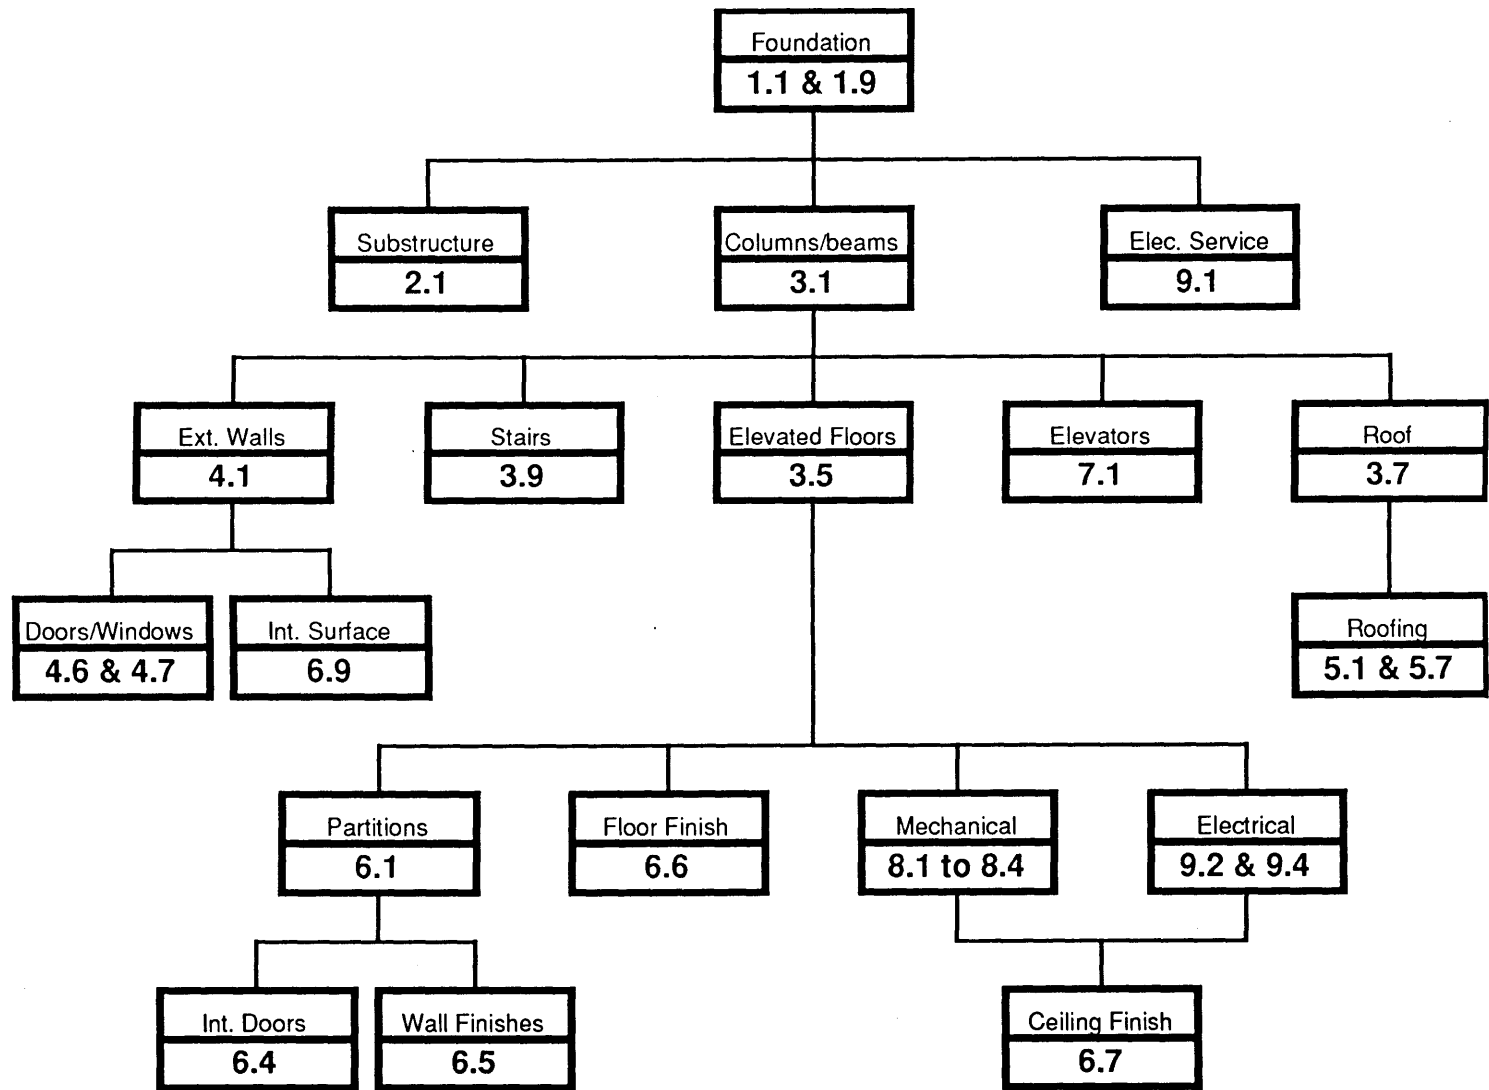 Foundation
1.1 & 1.9
Substructure
2.1
Columns/beams
3.1
Elec. Service
9.1
Ext. Walls
4.1
Stairs
3.9
Elevated Floors
3.5
Elevators
7.1
Roof
3.7
Doors/Windows
4.6 & 4.7
Int. Surface
6.9
Roofing
5.1 & 5.7
Partitions
6.1
Floor Finish
6.6
Mechanical
8.1 to 8.4
Electrical
9.2 & 9.4
Int. Doors
6.4
Wall Finishes
6.5
Ceiling Finish
6.7